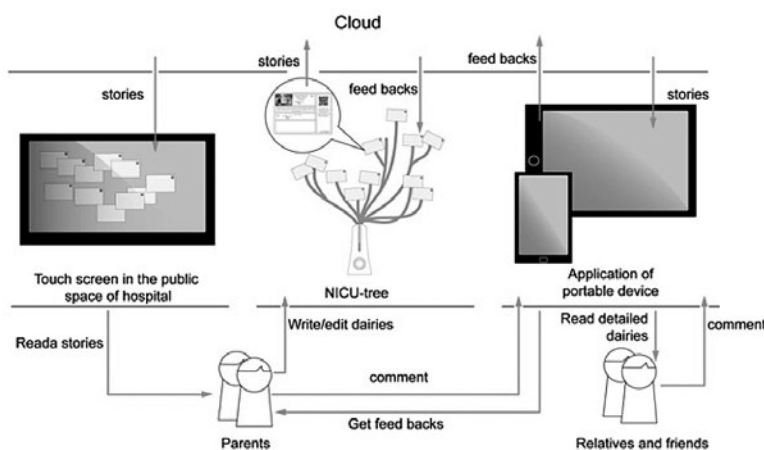 Cloud
stories
stories
feed backs
feed backs
stories
Touch screen in the public
space of hospital
NICU-tree
Application of
portable device
Reada stories
Write/edit dairies
comment
Read detailed
dairies
comment
Get feed backs
Parents
Relatives and friends